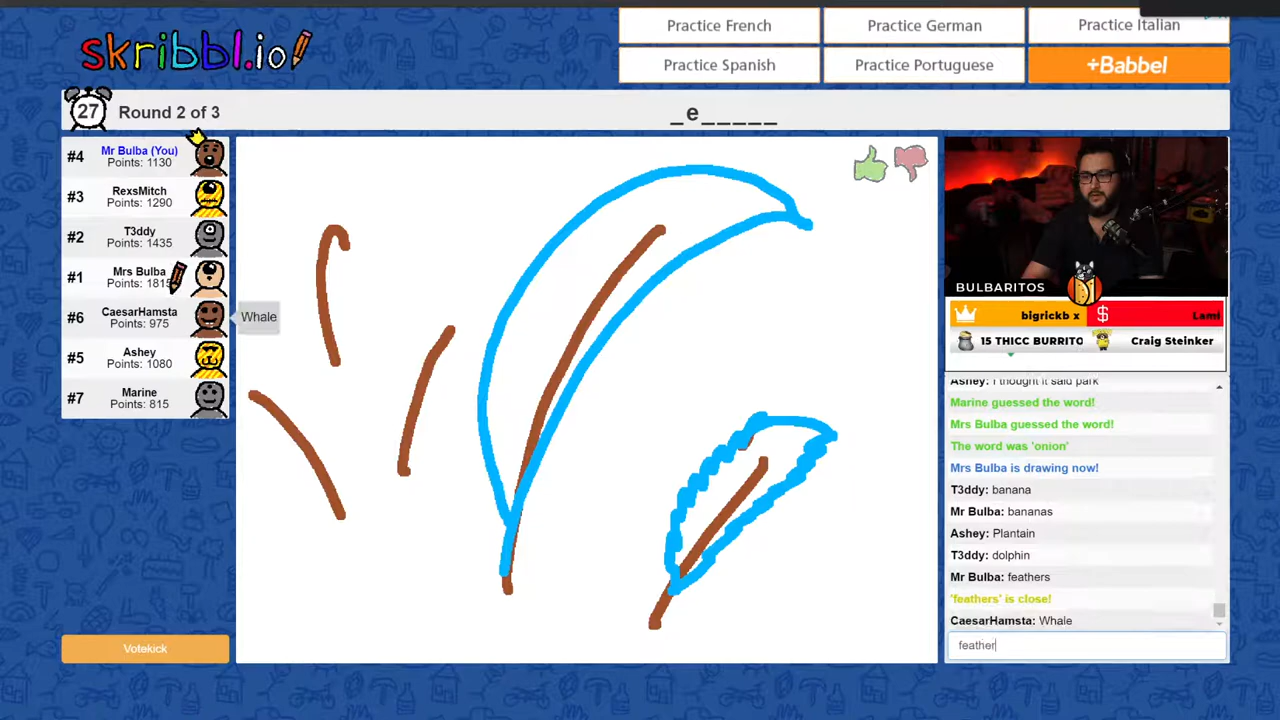 skribbl.io
Practice French
Practice German
Practice Italian
Practice Spanish
Practice Portuguese
+Babbel
27
Round 2 of 3
_e_____
#4
Mr Bulba (You)
Points: 1130
#3
RexsMitch
Points: 1290
#2
T3ddy
Points: 1435
#1
Mrs Bulba
Points: 1815
#6
CaesarHamsta
Points: 975
Whale
#5
Ashey
Points: 1080
#7
Marine
Points: 815
Votekick
BULBARITOS
bigrickb x
$
Lami
15 THICC BURRITO
Craig Steinker
Ashey: I thought it said park
Marine guessed the word!
Mrs Bulba guessed the word!
The word was 'onion'
Mrs Bulba is drawing now!
T3ddy: banana
Mr Bulba: bananas
Ashey: Plantain
T3ddy: dolphin
Mr Bulba: feathers
'feathers' is close!
CaesarHamsta: Whale
feather